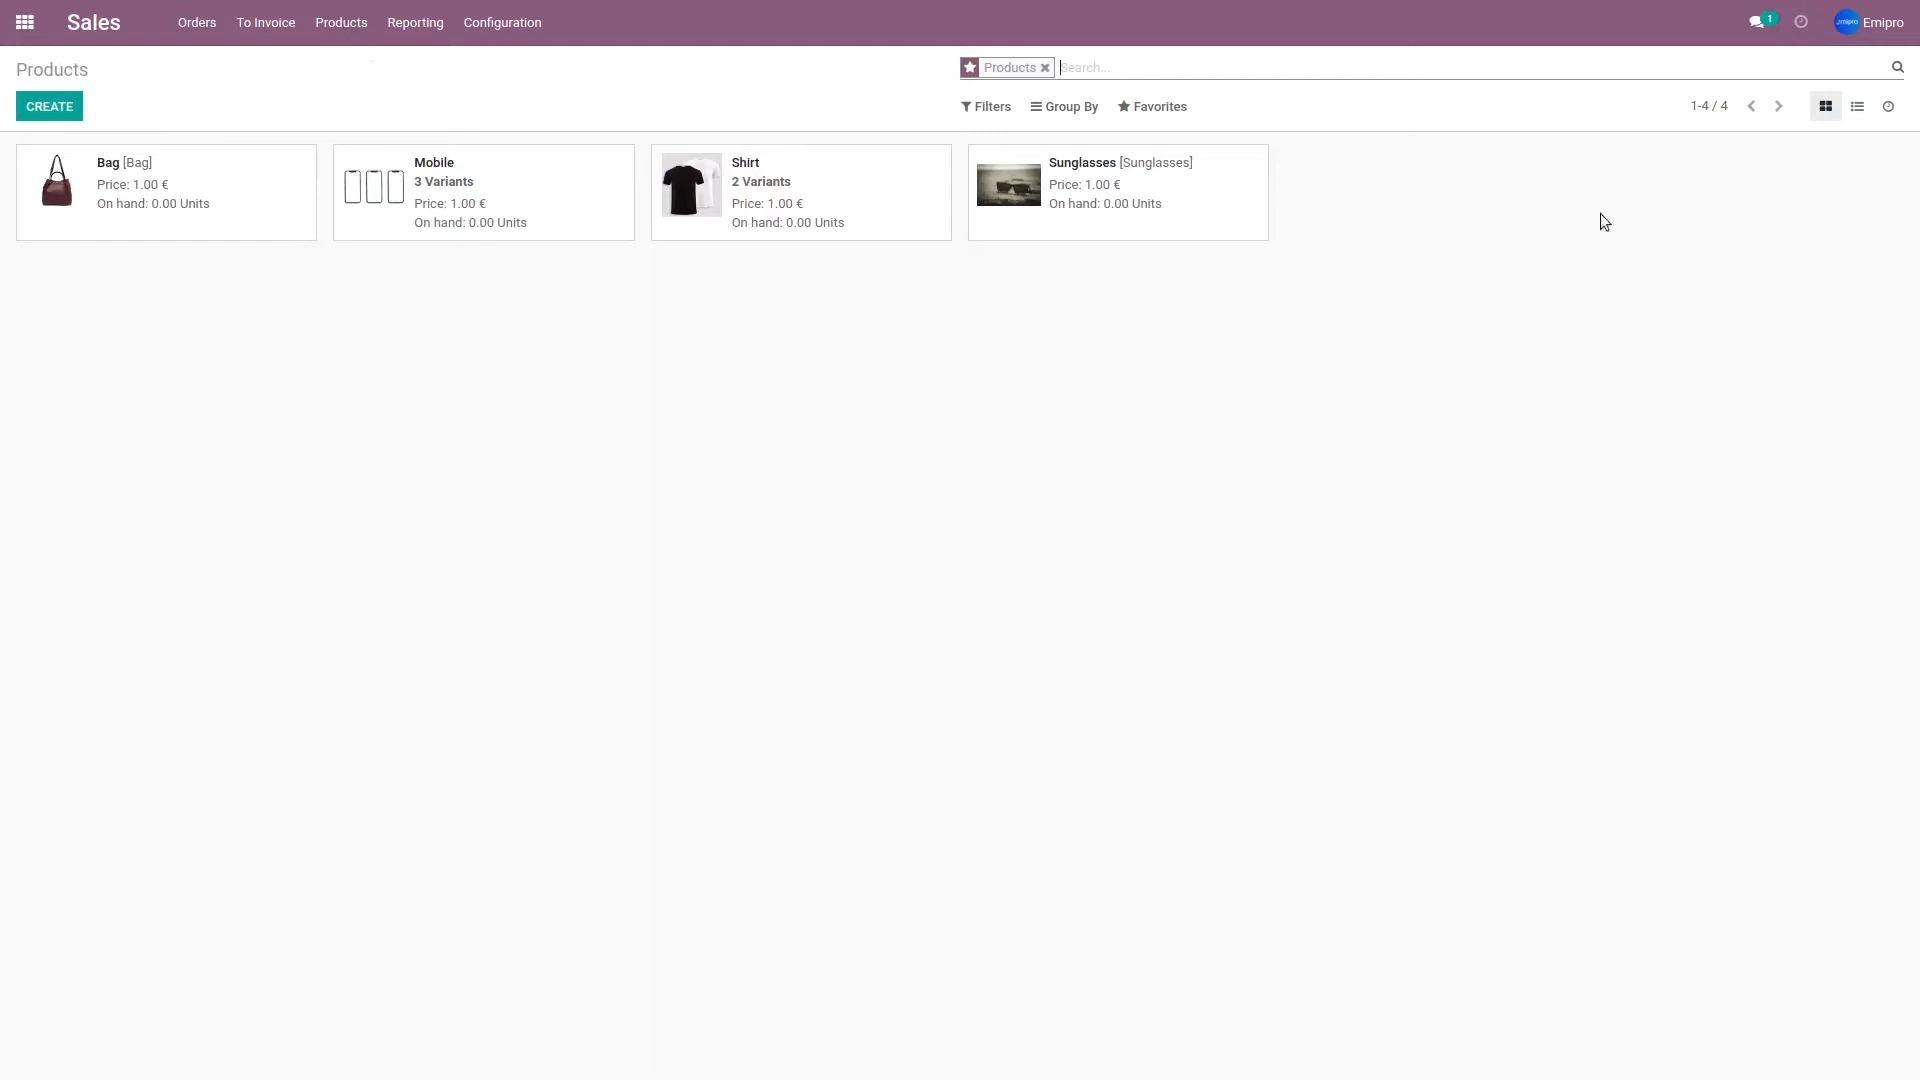 Sales
Orders
To Invoice
Products
Reporting
Configuration
1
Emipro
Products
Products
Search...
CREATE
Filters
Group By
Favorites
1-4 / 4
Bag [Bag]
Price: 1.00 €
On hand: 0.00 Units
Mobile
3 Variants
Price: 1.00 €
On hand: 0.00 Units
Shirt
2 Variants
Price: 1.00 €
On hand: 0.00 Units
Sunglasses [Sunglasses]
Price: 1.00 €
On hand: 0.00 Units